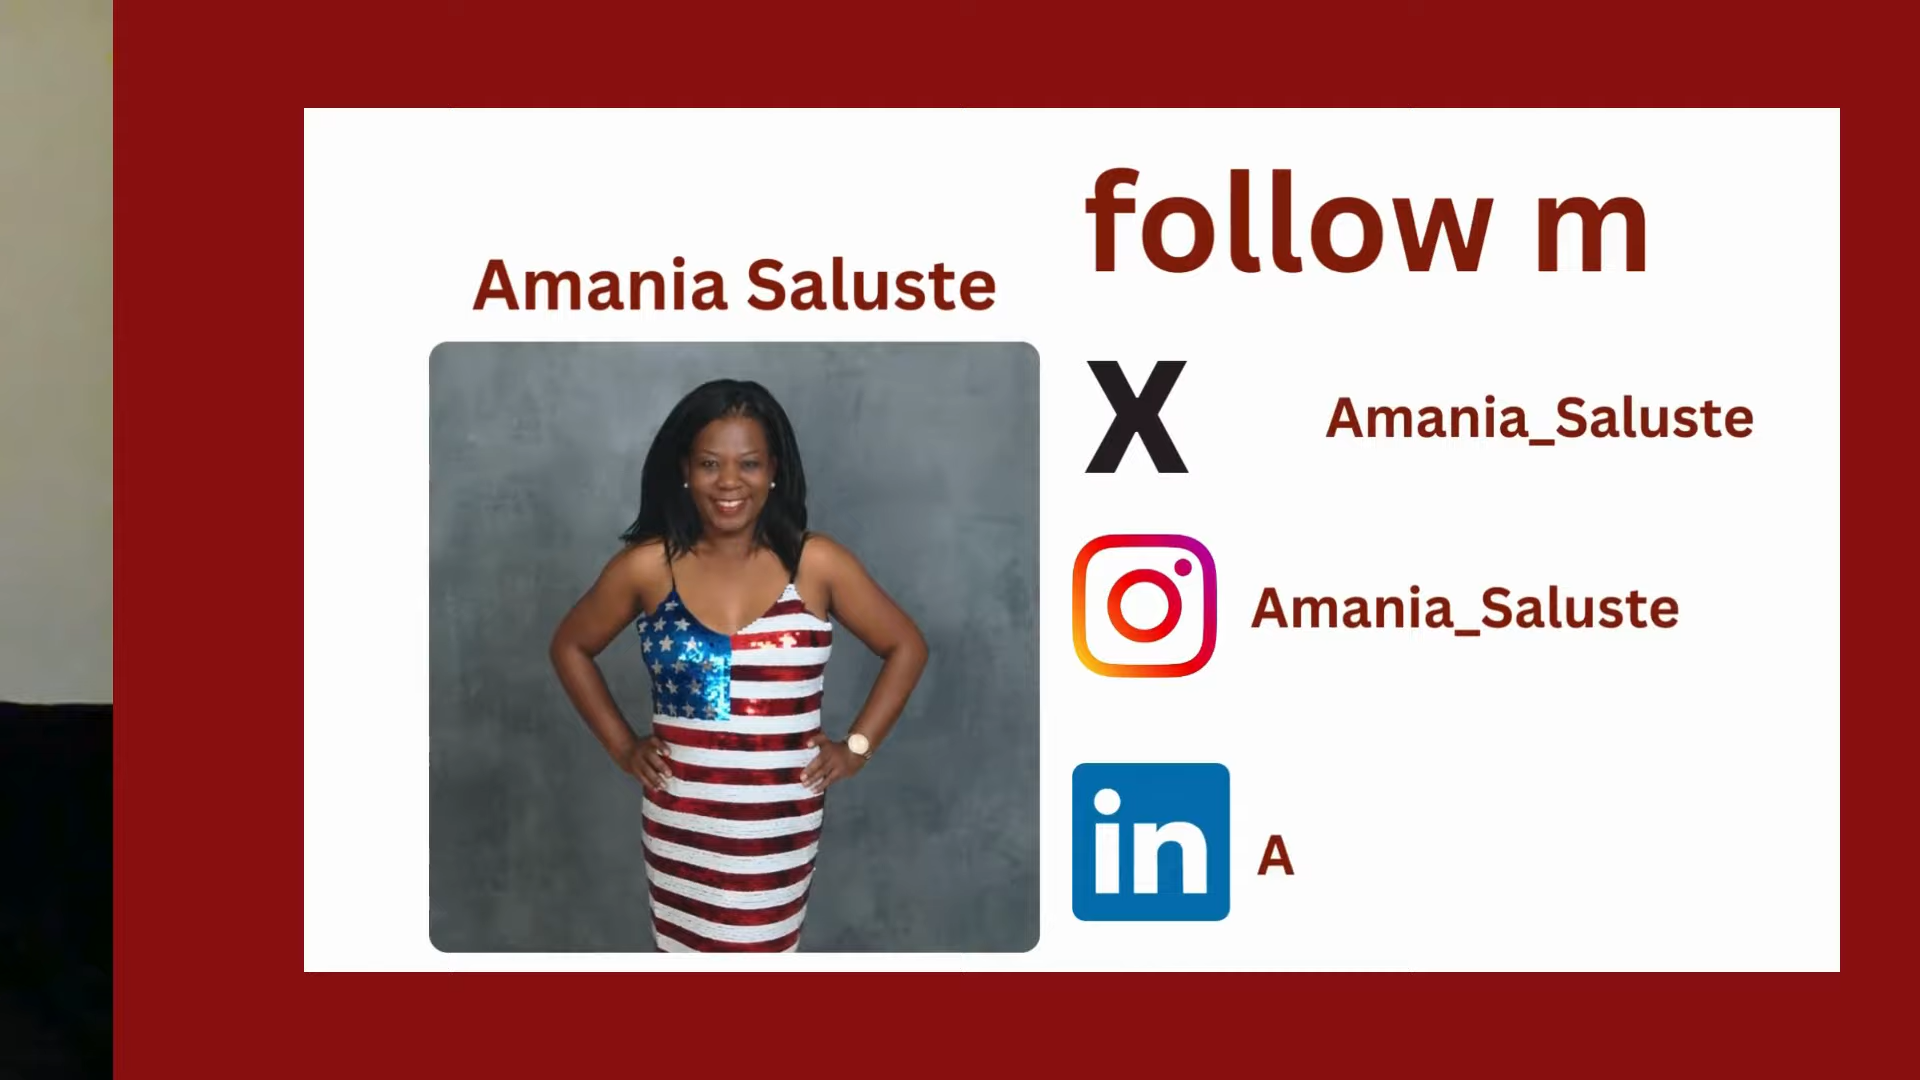 follow m
Amania Saluste
X
Amania_Saluste
Amania_Saluste
in
A